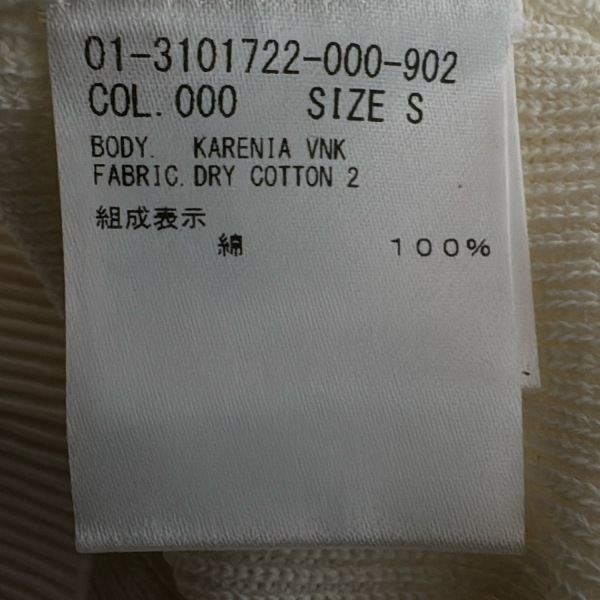 01-3101722-000-902
COL. 000 SIZE S
BODY. KARENIA VNK
FABRIC. DRY COTTON 2
組成表示
綿 100%